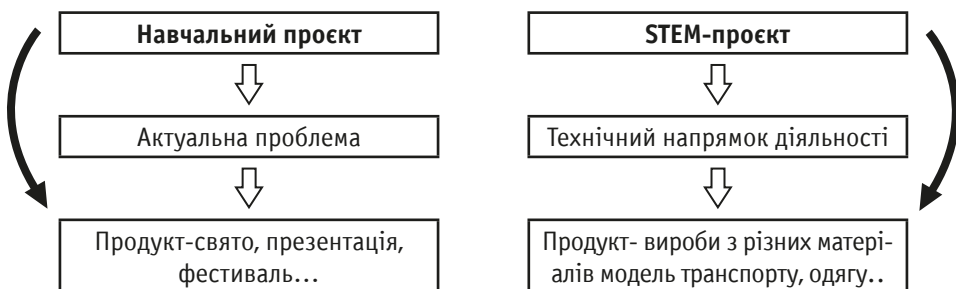 Навчальний проєкт
Актуальна проблема
Продукт-свято, презентація,
фестиваль...
STEM-проєкт
Технічний напрямок діяльності
Продукт- вироби з різних матері-
алів модель транспорту, одягу..